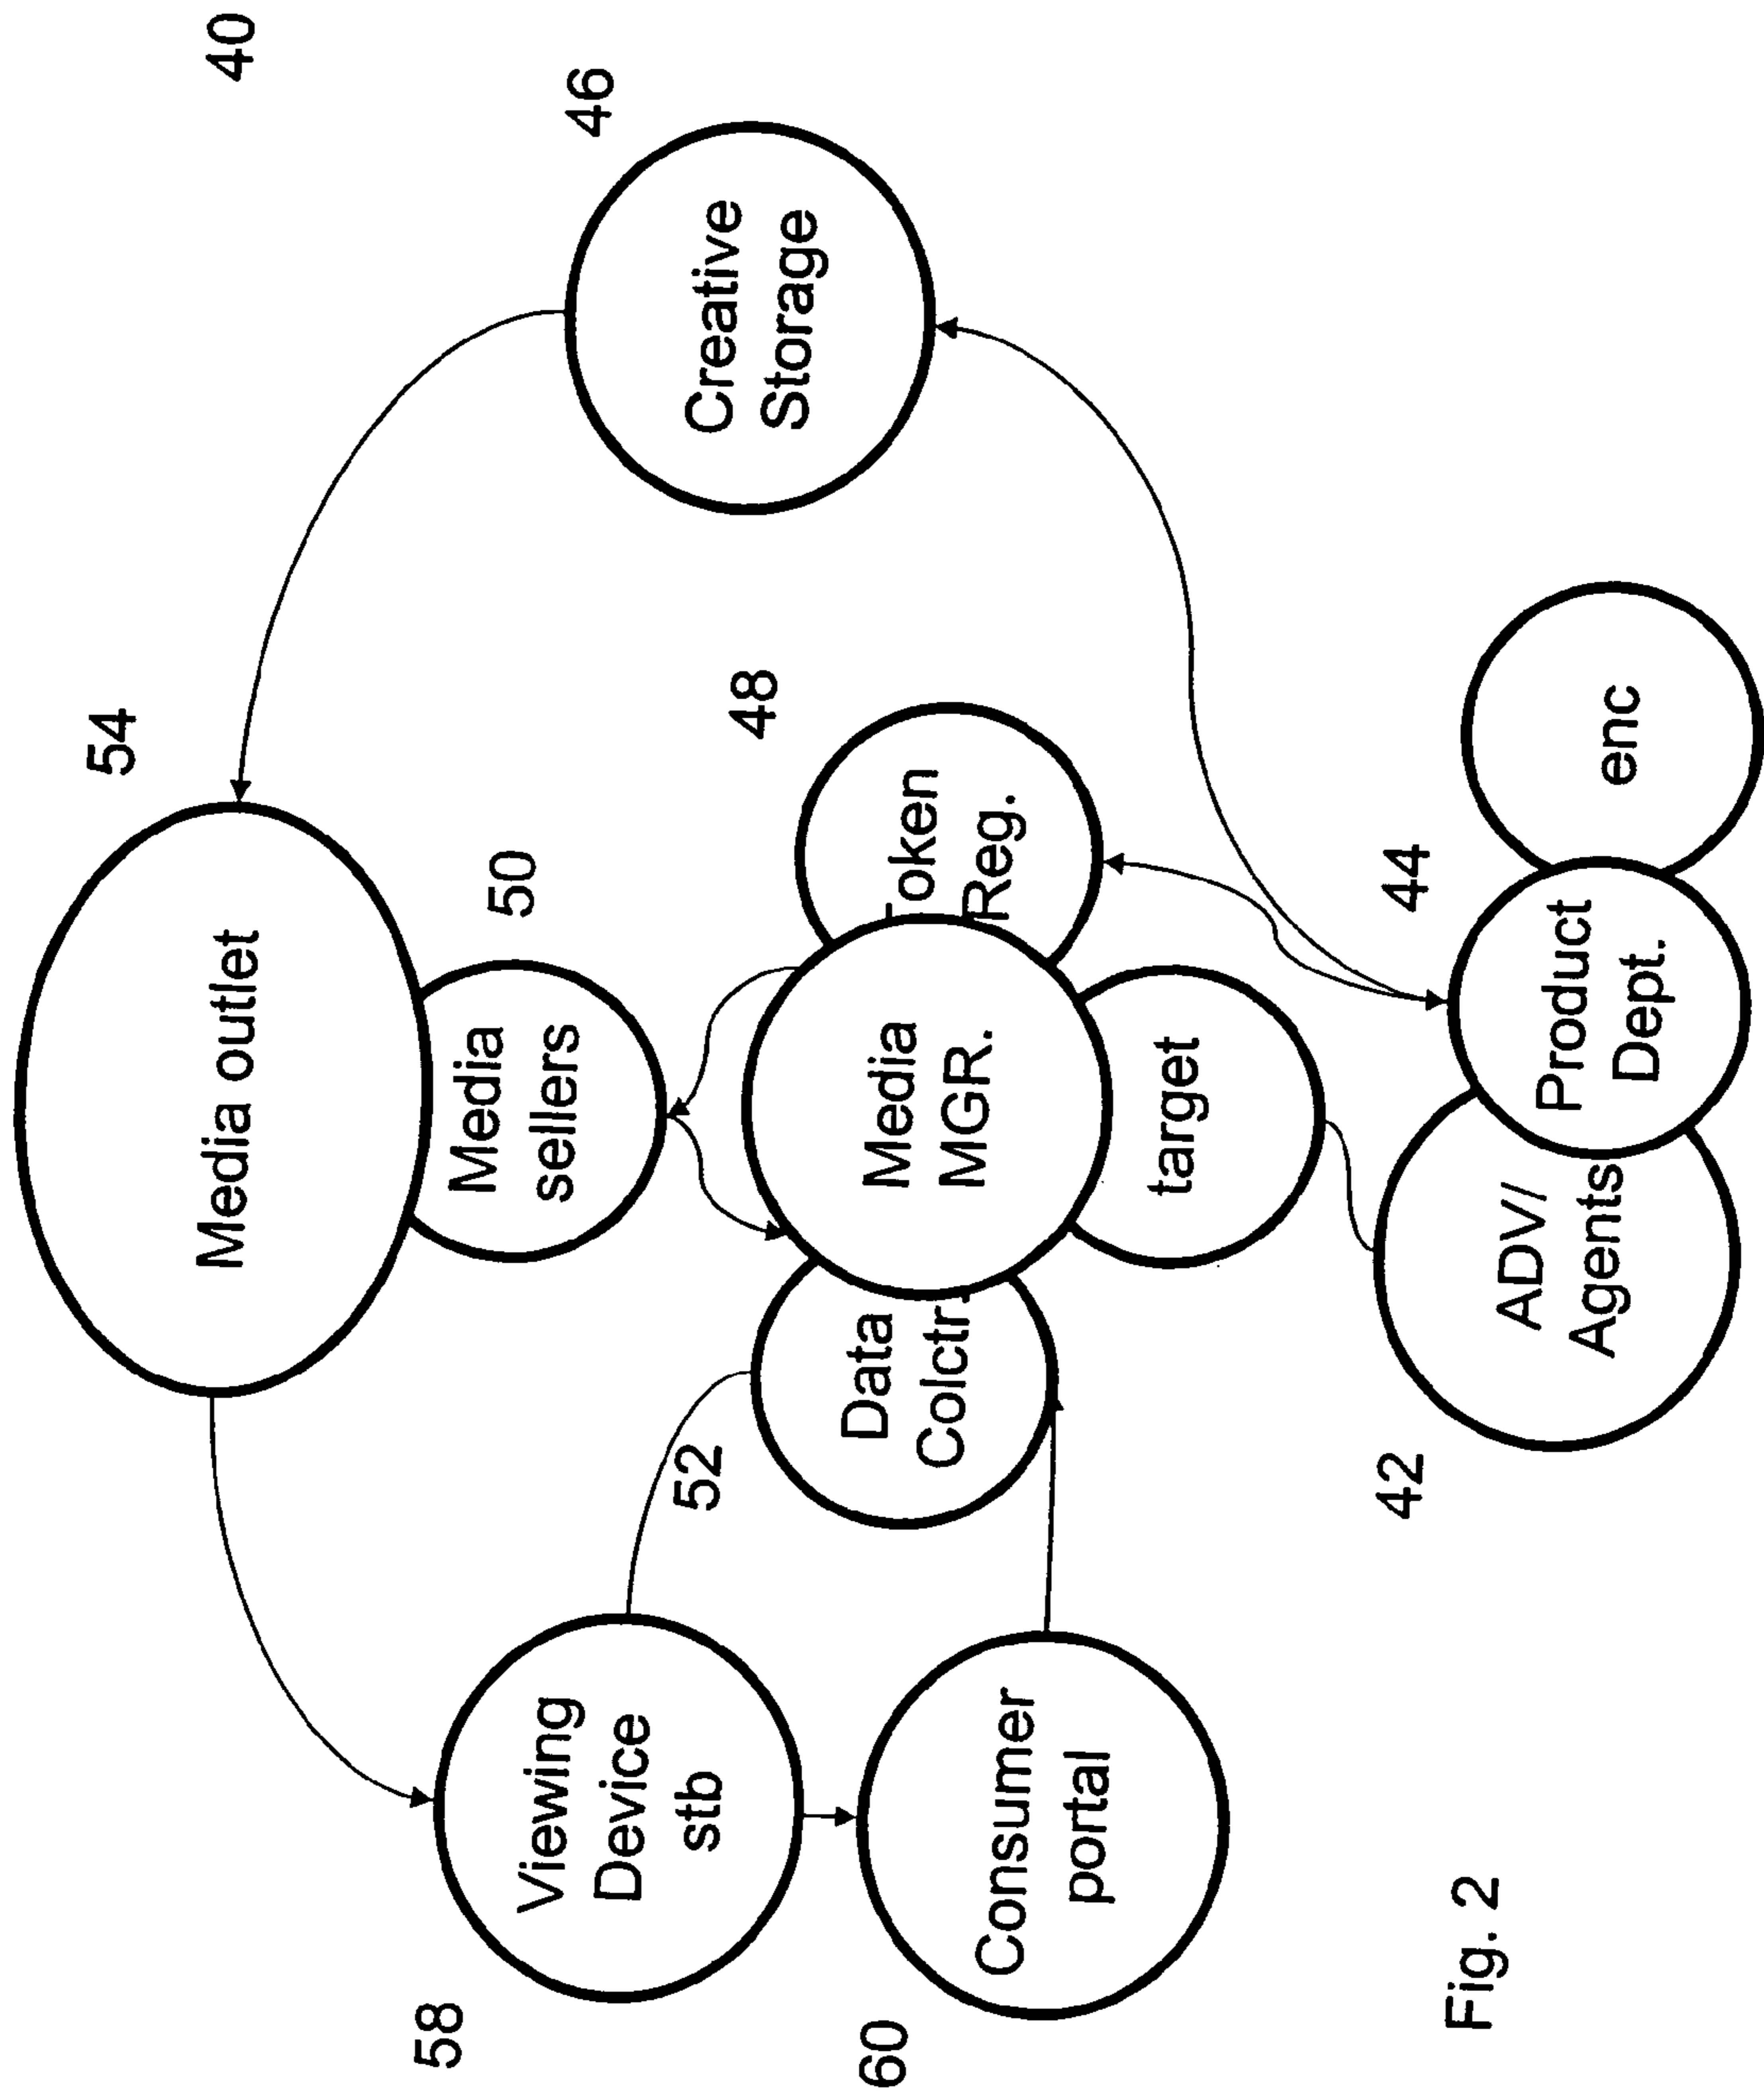 54
40
Media outlet
58
Media
sellers
50
46
Viewing
Device
stb
52
Creative
Storage
48
60
Data
Colctr.
Media
MGR.
Token
Reg.
Consumer
portal
target
42
44
Fig. 2
ADV//
Agents
Product
Dept.
enc